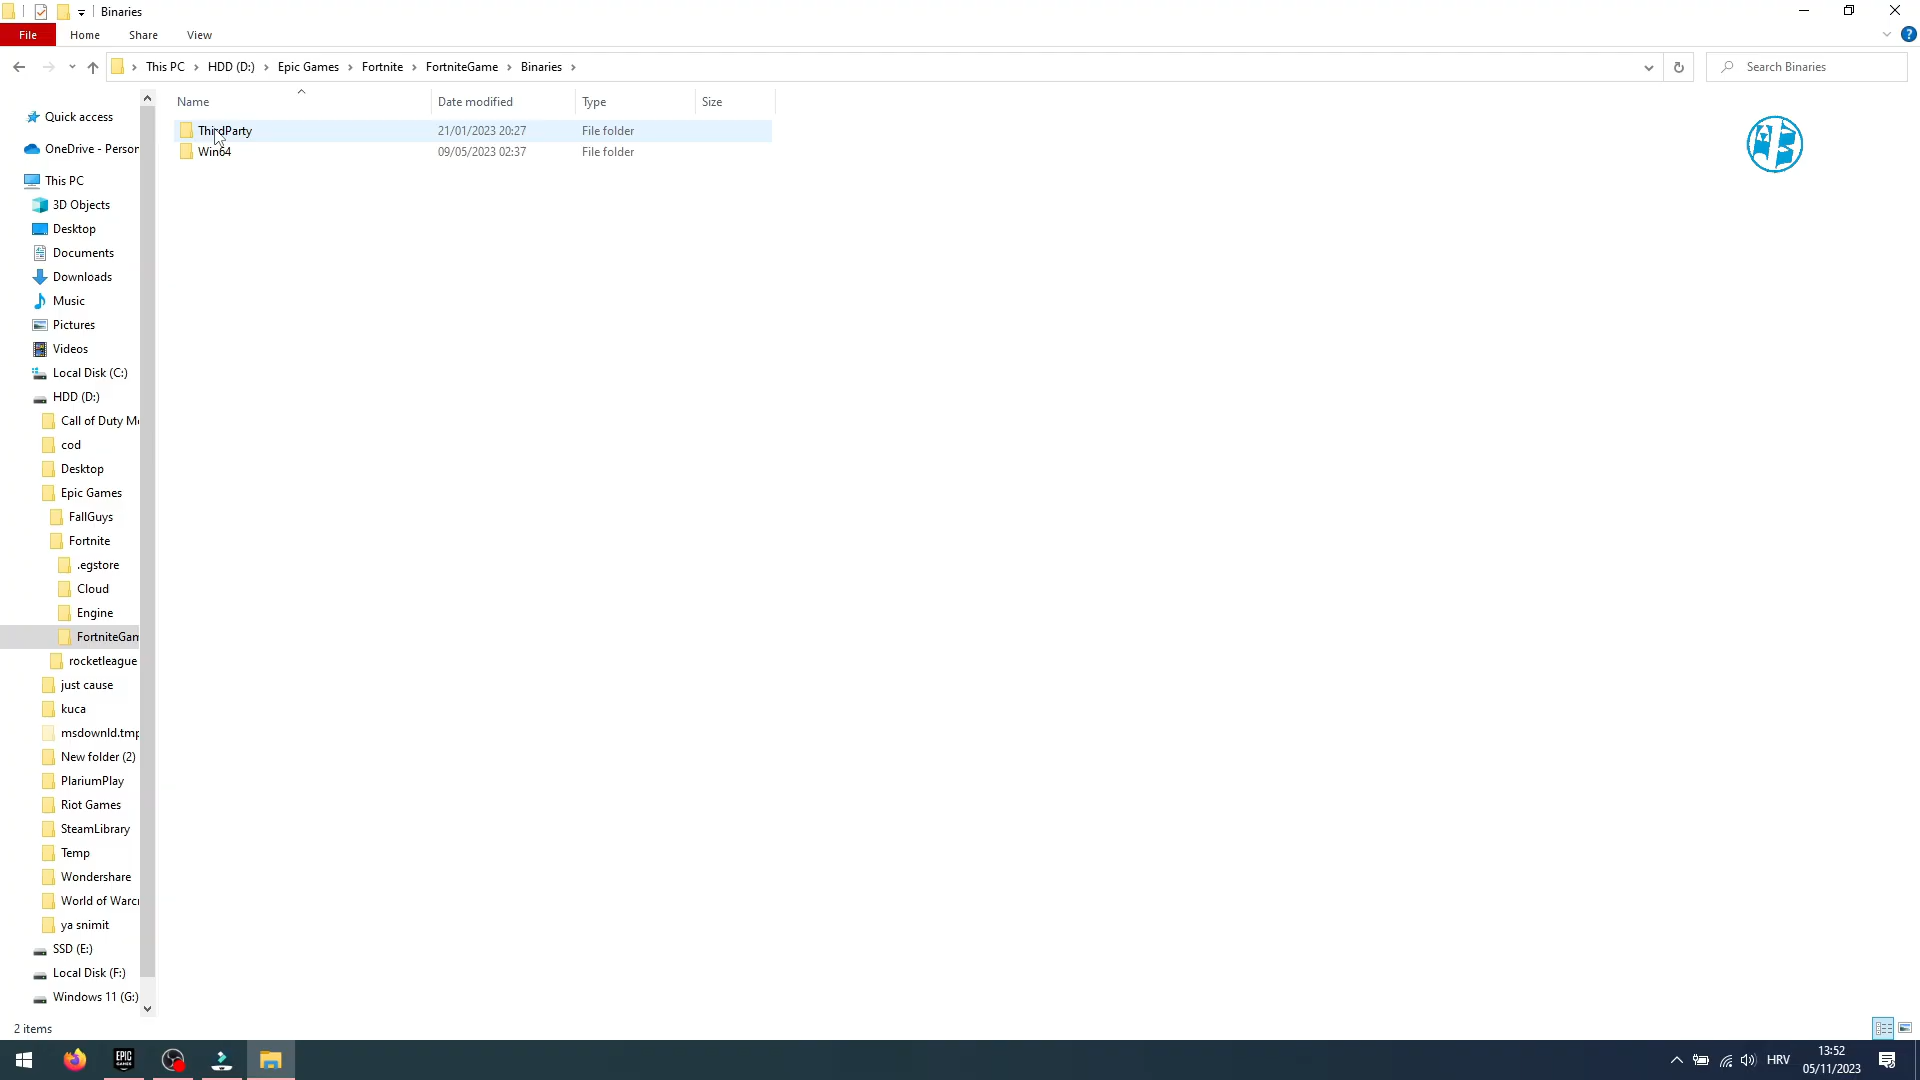 Binaries
File Home Share View
This PC HDD (D:) Epic Games Fortnite FortniteGame Binaries
Search Binaries
Name Date modified Type Size
Quick access
OneDrive - Person
This PC
3D Objects
Desktop
Documents
Downloads
Music
Pictures
Videos
Local Disk (C:)
HDD (D:)
Call of Duty Mo
cod
Desktop
Epic Games
FallGuys
Fortnite
.egstore
Cloud
Engine
FortniteGam
rocketleague
just cause
kuca
msdownld.tmp
New folder (2)
PlariumPlay
Riot Games
SteamLibrary
Temp
Wondershare
World of Warcr
ya snimit
SSD (E:)
Local Disk (F:)
Windows 11 (G:)
ThirdParty 21/01/2023 20:27 File folder
Win64 09/05/2023 02:37 File folder
2 items
EPIC GAMES
HRV
13:52
05/11/2023